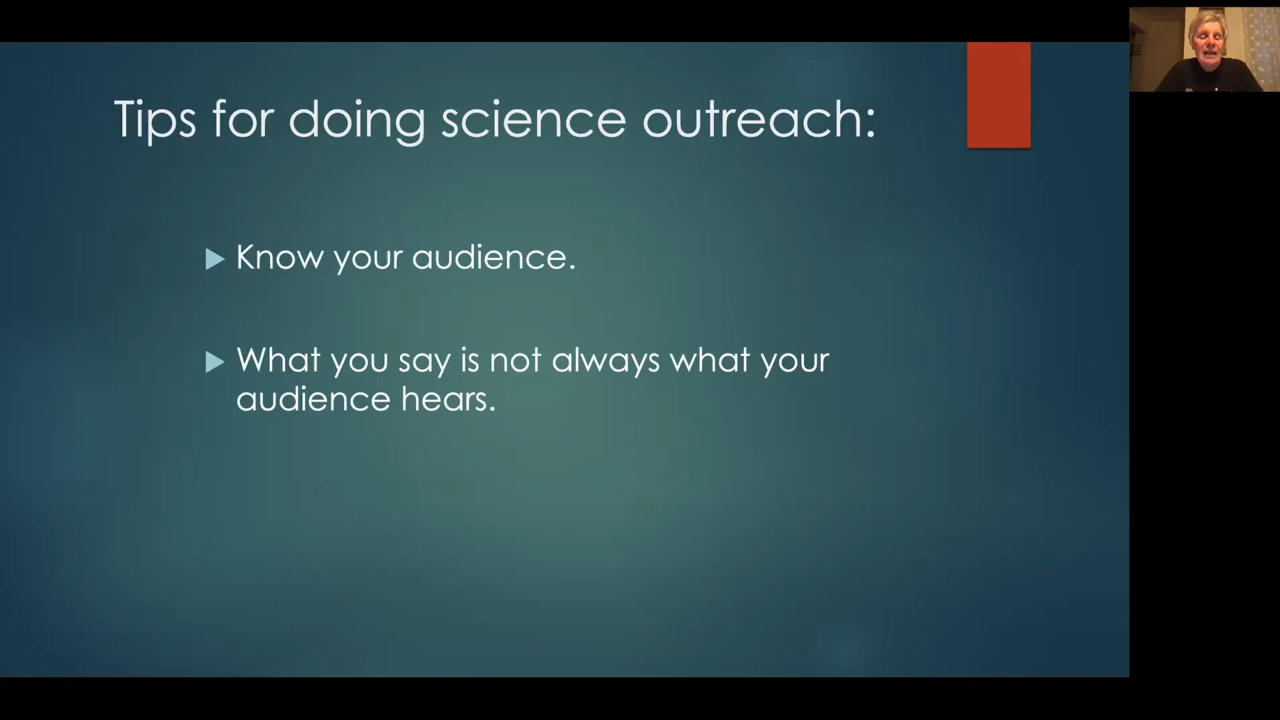 Tips for doing science outreach:
Know your audience.
What you say is not always what your
audience hears.